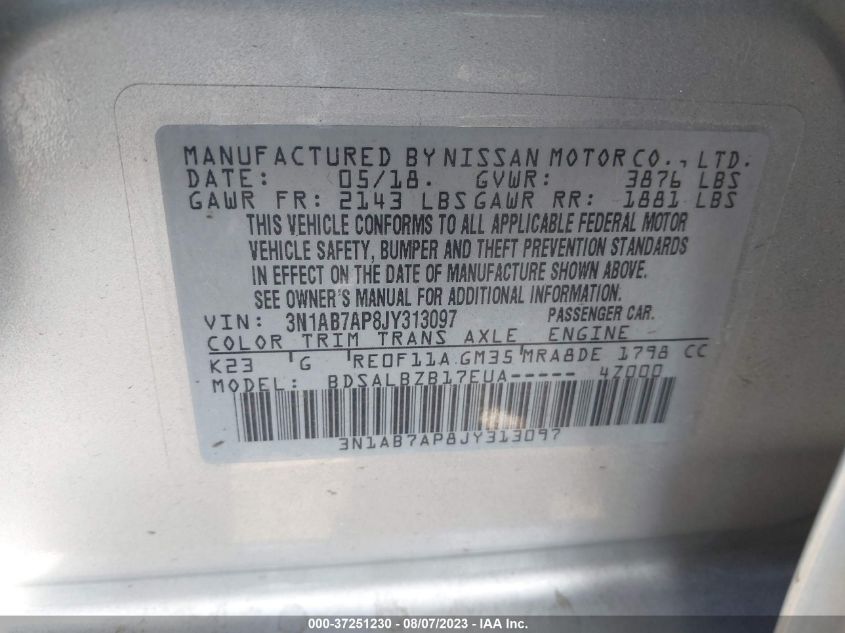 MANUFACTURED BY NISSAN MOTOR CO., LTD.
DATE: 05/18. GVWR: 3876 LBS
GAWR FR: 2143 LBS GAWR RR: 1881 LBS
THIS VEHICLE CONFORMS TO ALL APPLICABLE FEDERAL MOTOR
VEHICLE SAFETY, BUMPER AND THEFT PREVENTION STANDARDS
IN EFFECT ON THE DATE OF MANUFACTURE SHOWN ABOVE.
SEE OWNER'S MANUAL FOR ADDITIONAL INFORMATION.
VIN: 3N1AB7AP8JY313097 PASSENGER CAR.
COLOR TRIM TRANS AXLE ENGINE
K23 G RE0F11A GM35 MRA8DE 1798 CC
MODEL: BDSALBZB17EUA----- 4Z000
3N1AB7AP8JY313097
000-37251230 - 08/07/2023 - IAA Inc.